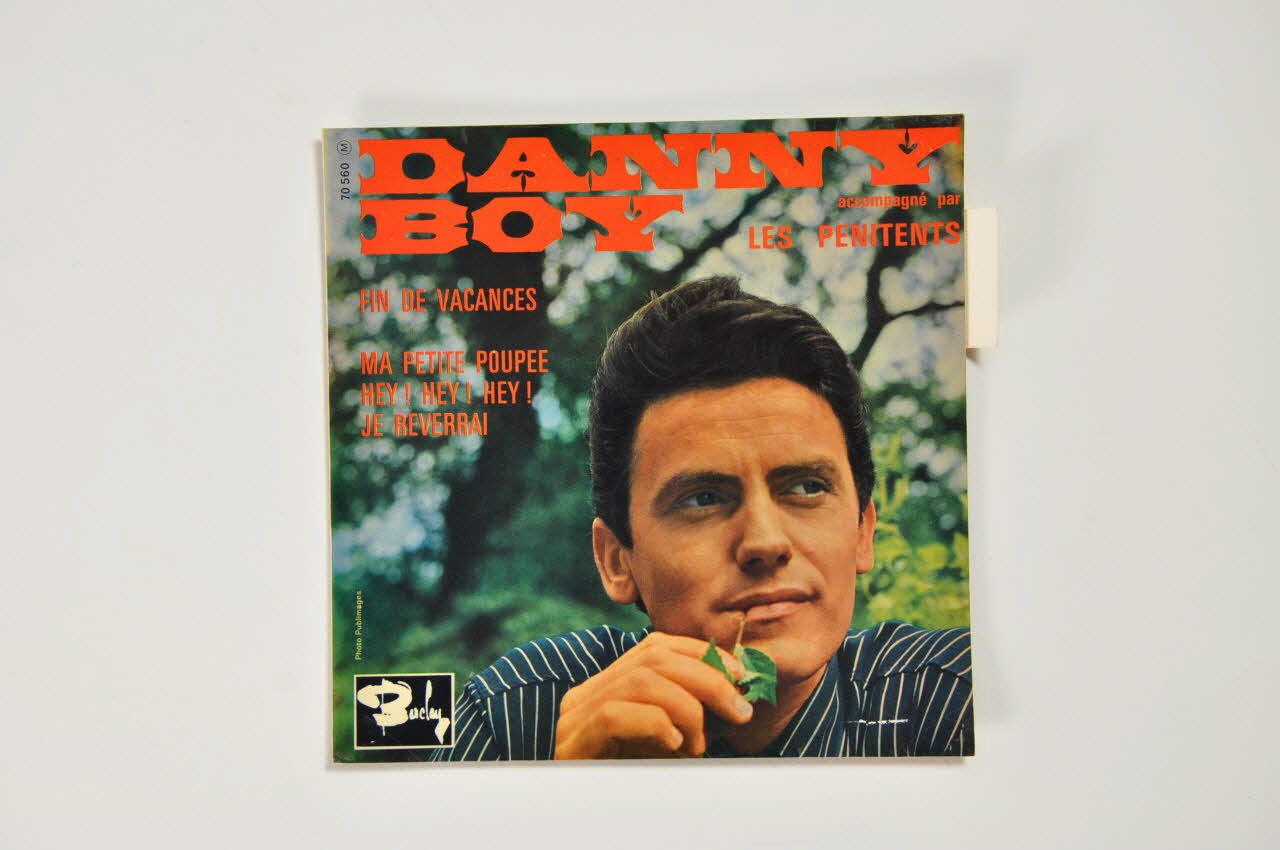 70 560 M
DANNY
BOY
accompagné par
LES PENITENTS
FIN DE VACANCES
MA PETITE POUPEE
HEY! HEY! HEY!
JE REVERRAI
Photo Publimages
Barclay